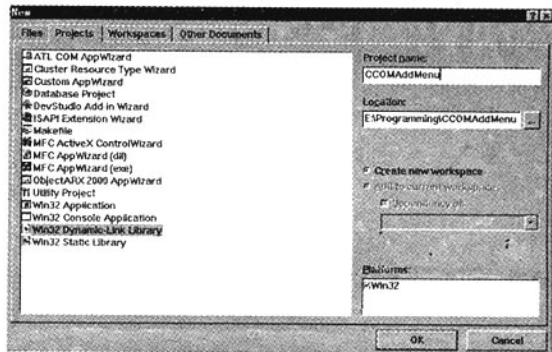 New
Files Projects Workspaces Other Documents
ATL COM AppWizard
Cluster Resource Type Wizard
Custom AppWizard
Database Project
DevStudio Add-in Wizard
ISAPI Extension Wizard
Makefile
MFC ActiveX ControlWizard
MFC AppWizard (dll)
MFC AppWizard (exe)
ObjectARX 2000 AppWizard
Utility Project
Win32 Application
Win32 Console Application
Win32 Dynamic-Link Library
Win32 Static Library
Project name:
CCOMAddMenu
Location:
E:\Programming\CCOMAddMenu ...
Create new workspace
Add to current workspace
Dependency of:
Platforms:
Win32
OK Cancel